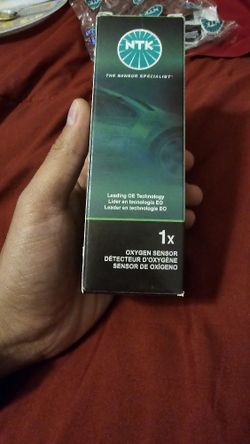 NTK
THE SENSOR SPECIALIST
Leading OE Technology
Líder en tecnología EO
Leader en technologie EO
1x
OXYGEN SENSOR
DÉTECTEUR D'OXYGÈNE
SENSOR DE OXÍGENO